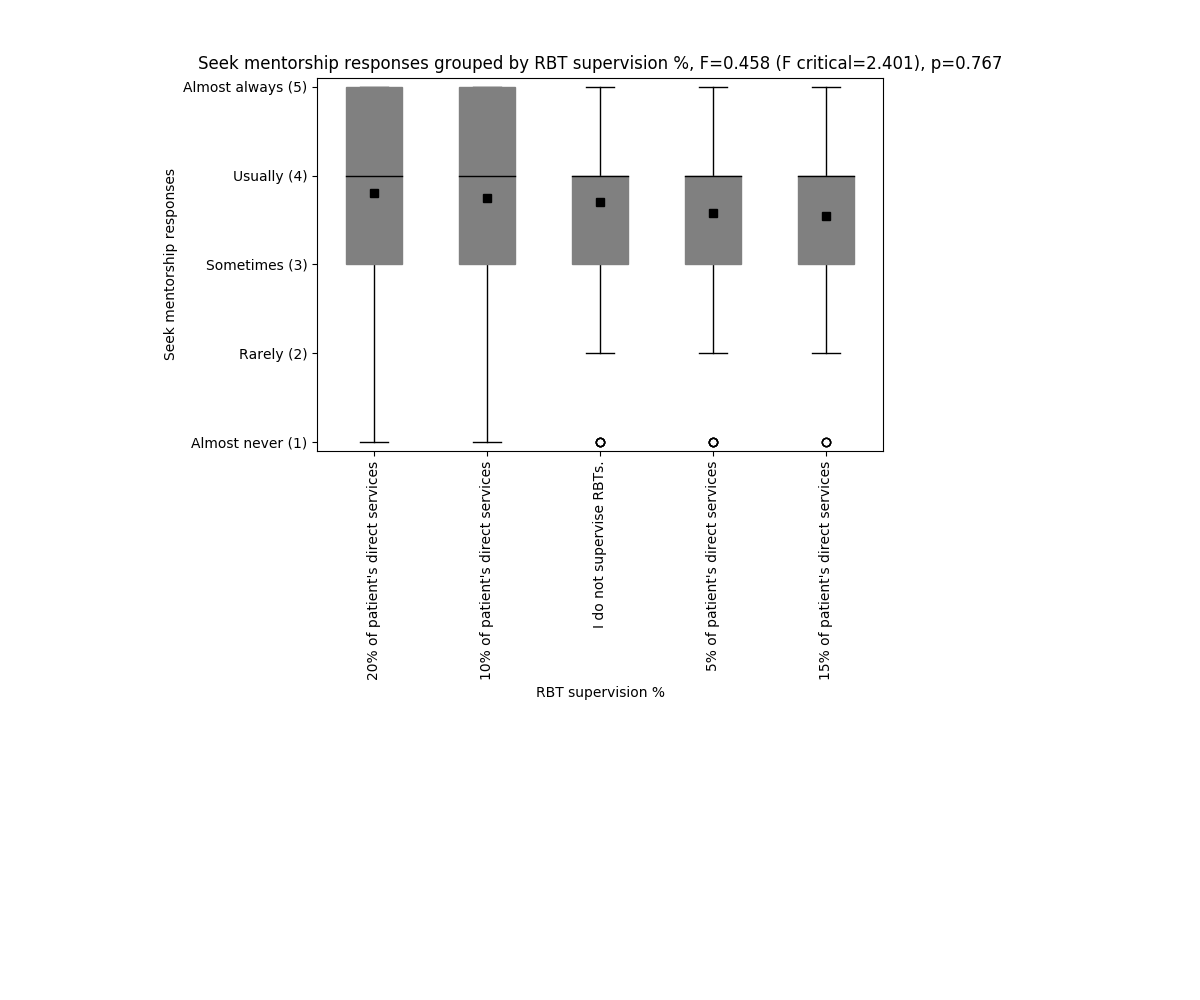 Seek mentorship responses grouped by RBT supervision %, F=0.458 (F critical=2.401), p=0.767
Seek mentorship responses
Almost always (5)
Usually (4)
Sometimes (3)
Rarely (2)
Almost never (1)
20% of patient's direct services
10% of patient's direct services
I do not supervise RBTs.
5% of patient's direct services
15% of patient's direct services
RBT supervision %